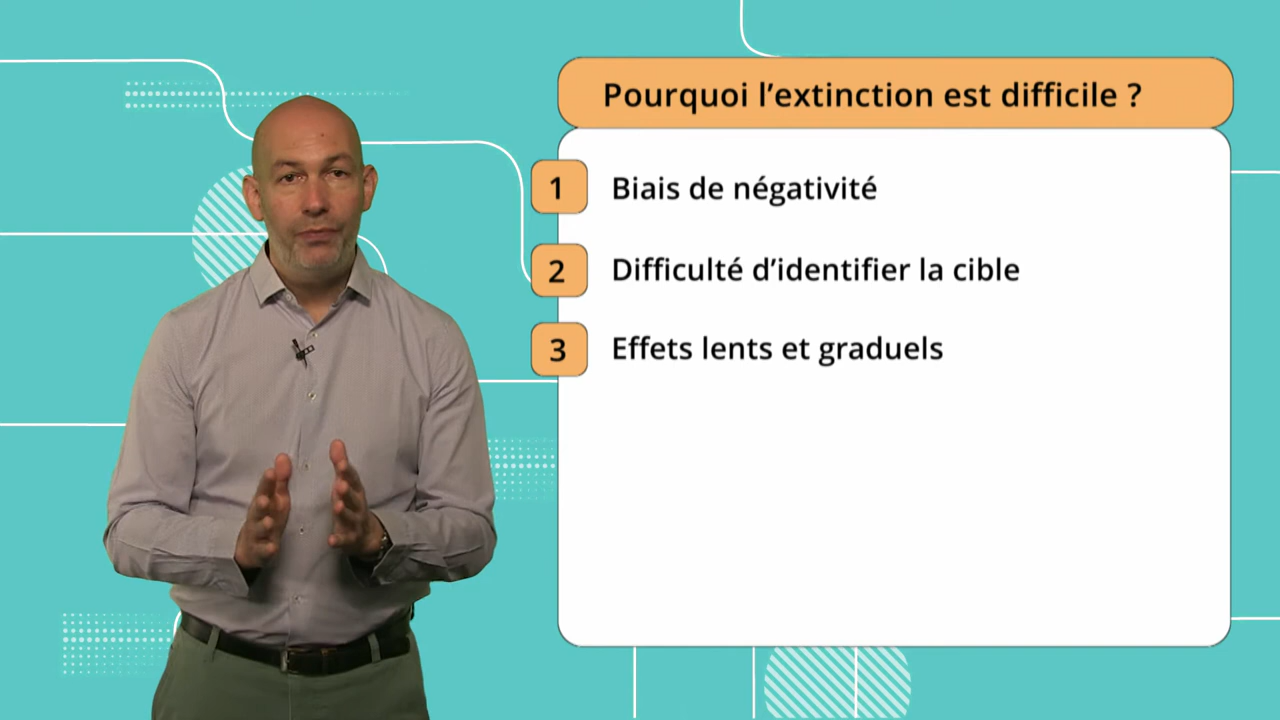 Pourquoi l’extinction est difficile ?
1 Biais de négativité
2 Difficulté d’identifier la cible
3 Effets lents et graduels